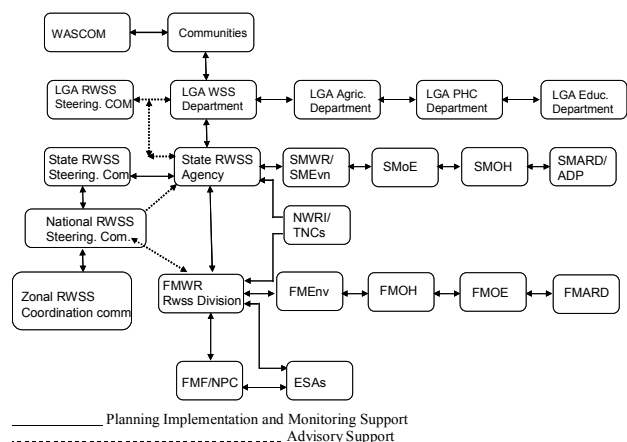 WASCOM
Communities
LGA RWSS
Steering. COM
LGA WSS
Department
LGA Agric.
Department
LGA PHC
Department
LGA Educ.
Department
State RWSS
Steering. Com
State RWSS
Agency
SMWR/
SMEvn
SMoE
SMOH
SMARD/
ADP
National RWSS
Steering. Com.
NWRI/
TNCs
Zonal RWSS
Coordination comm
FMWR
Rwss Division
FMEnv
FMOH
FMOE
FMARD
FMF/NPC
ESAs
Planning Implementation and Monitoring Support
Advisory Support